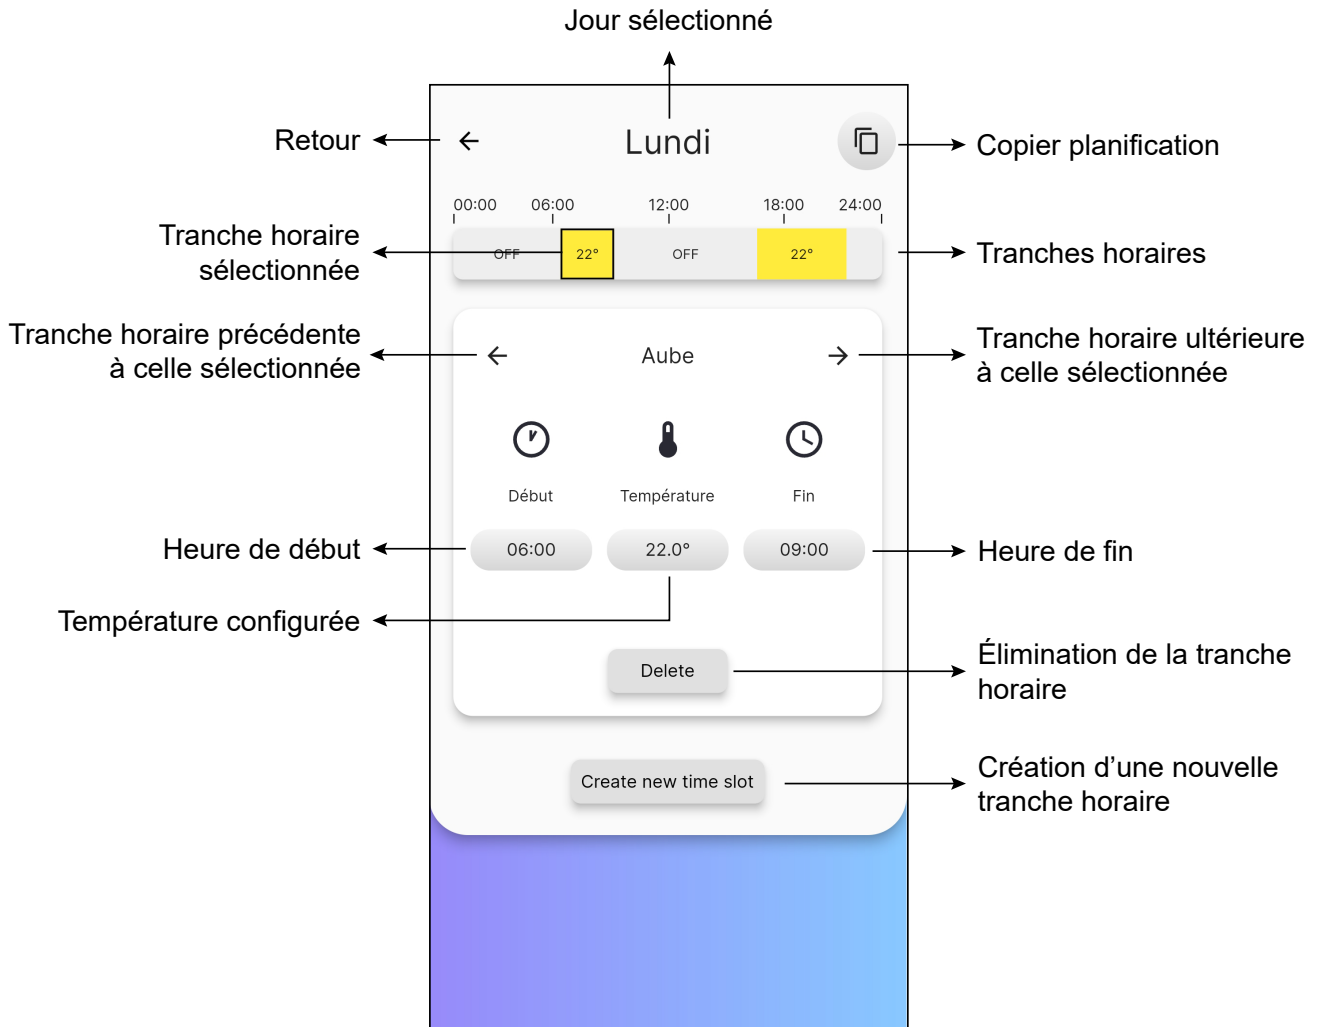 Jour sélectionné
Retour
Lundi
Copier planification
00:00 06:00 12:00 18:00 24:00
Tranche horaire
sélectionnée
OFF 22° OFF 22°
Tranches horaires
Tranche horaire précédente
à celle sélectionnée
Aube
Tranche horaire ultérieure
à celle sélectionnée
Début Température Fin
Heure de début
06:00 22.0° 09:00
Heure de fin
Température configurée
Delete
Élimination de la tranche
horaire
Create new time slot
Création d’une nouvelle
tranche horaire